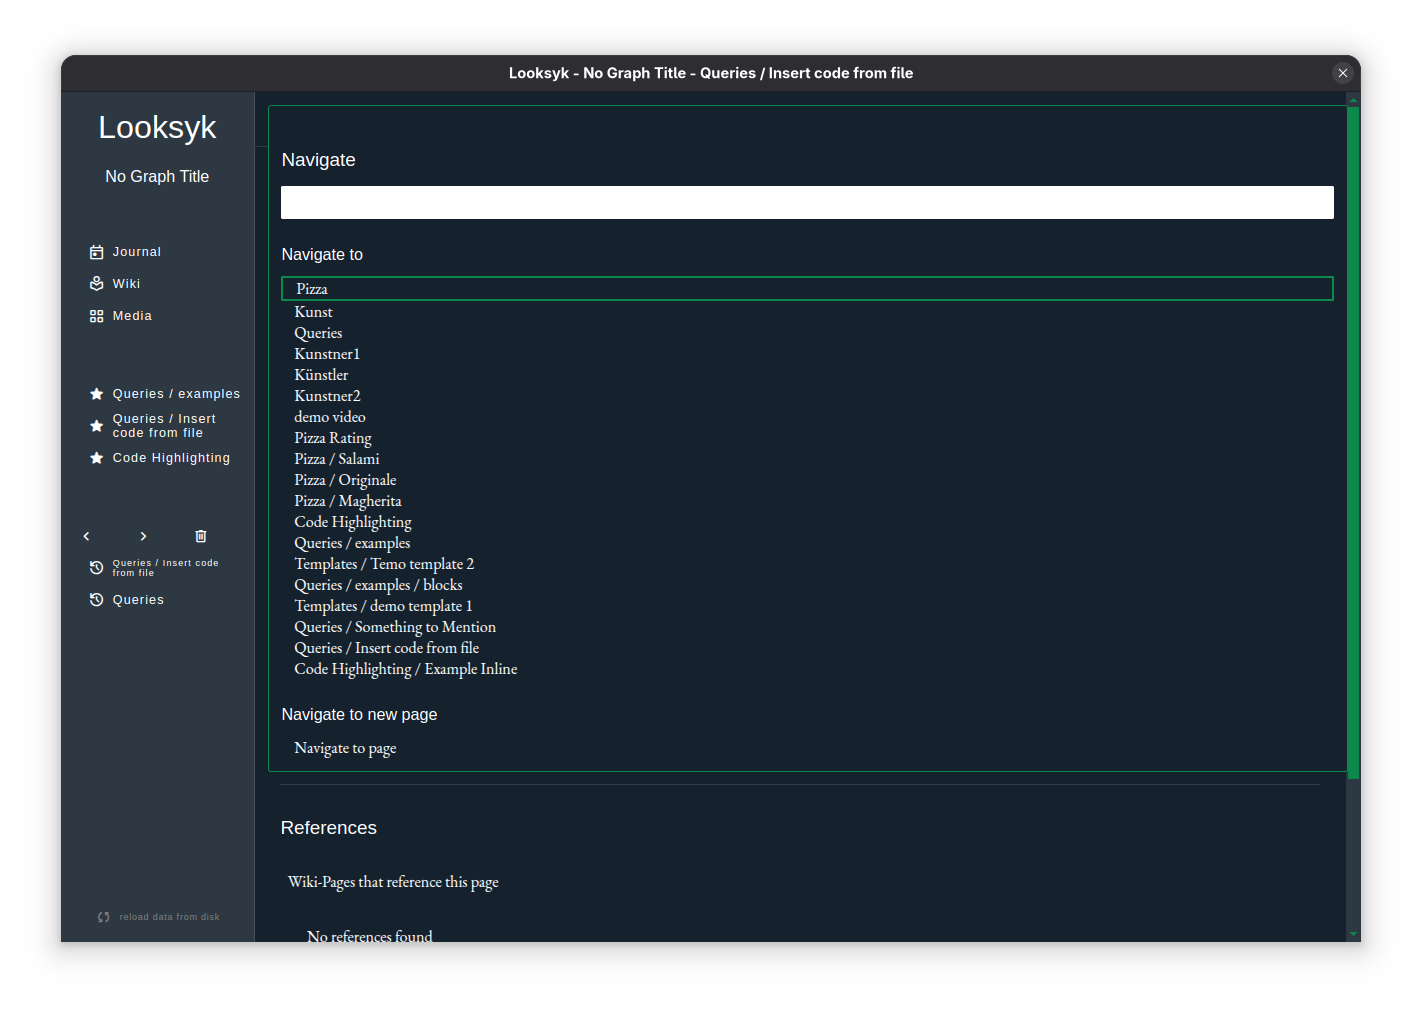 Looksyk - No Graph Title - Queries / Insert code from file
Looksyk
No Graph Title
Journal
Wiki
Media
Queries / examples
Queries / Insert
code from file
Code Highlighting
Queries / Insert code
from file
Queries
reload data from disk
Navigate
Navigate to
Pizza
Kunst
Queries
Kunstner1
Künstler
Kunstner2
demo video
Pizza Rating
Pizza / Salami
Pizza / Originale
Pizza / Magherita
Code Highlighting
Queries / examples
Templates / Temo template 2
Queries / examples / blocks
Templates / demo template 1
Queries / Something to Mention
Queries / Insert code from file
Code Highlighting / Example Inline
Navigate to new page
Navigate to page
References
Wiki-Pages that reference this page
No references found